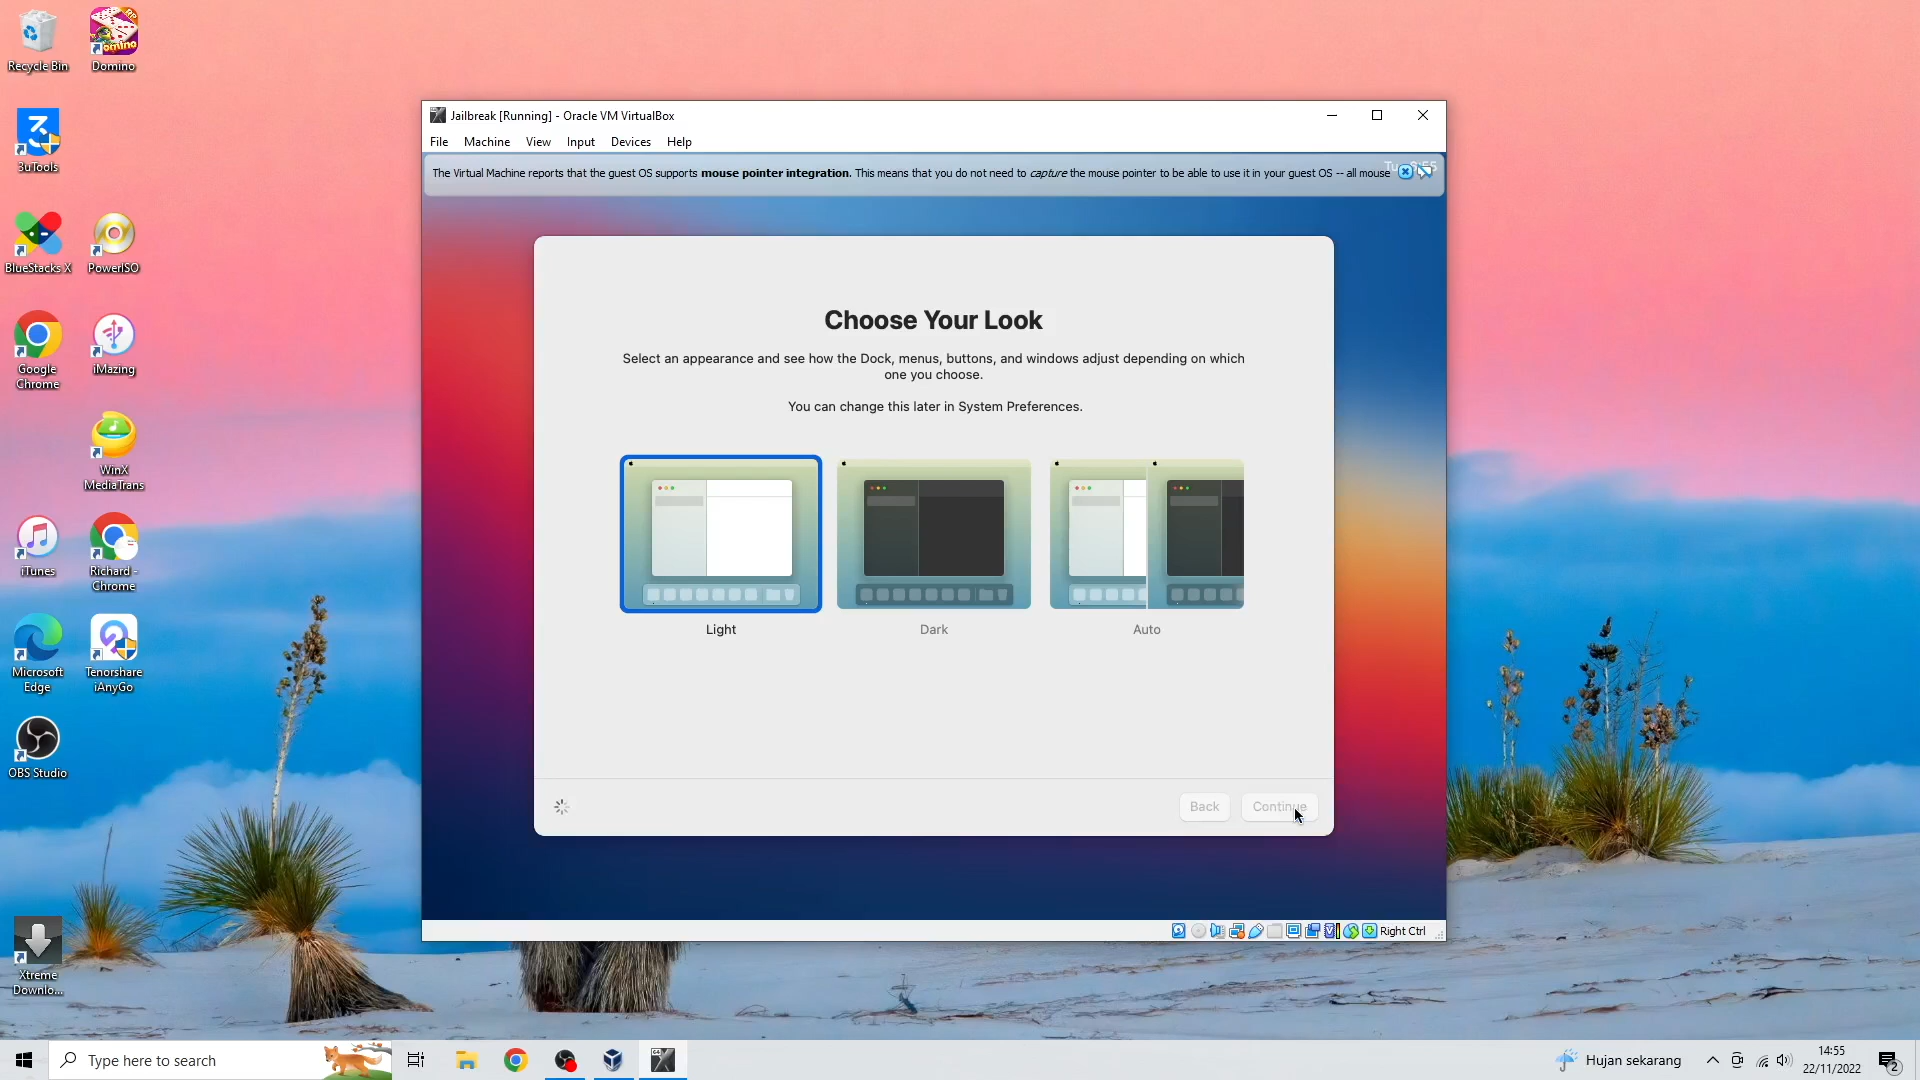 Recycle Bin
Domino
3uTools
BlueStacks X
PowerISO
Google
Chrome
iMazing
WinX
MediaTrans
iTunes
Richard -
Chrome
Microsoft
Edge
Tenorshare
iAnyGo
OBS Studio
Xtreme
Downlo...
Jailbreak [Running] - Oracle VM VirtualBox
File Machine View Input Devices Help
The Virtual Machine reports that the guest OS supports mouse pointer integration. This means that you do not need to capture the mouse pointer to be able to use it in your guest OS -- all mouse
Choose Your Look
Select an appearance and see how the Dock, menus, buttons, and windows adjust depending on which
one you choose.
You can change this later in System Preferences.
Light Dark Auto
Back Continue
Right Ctrl
Type here to search
Hujan sekarang
14:55
22/11/2022
2